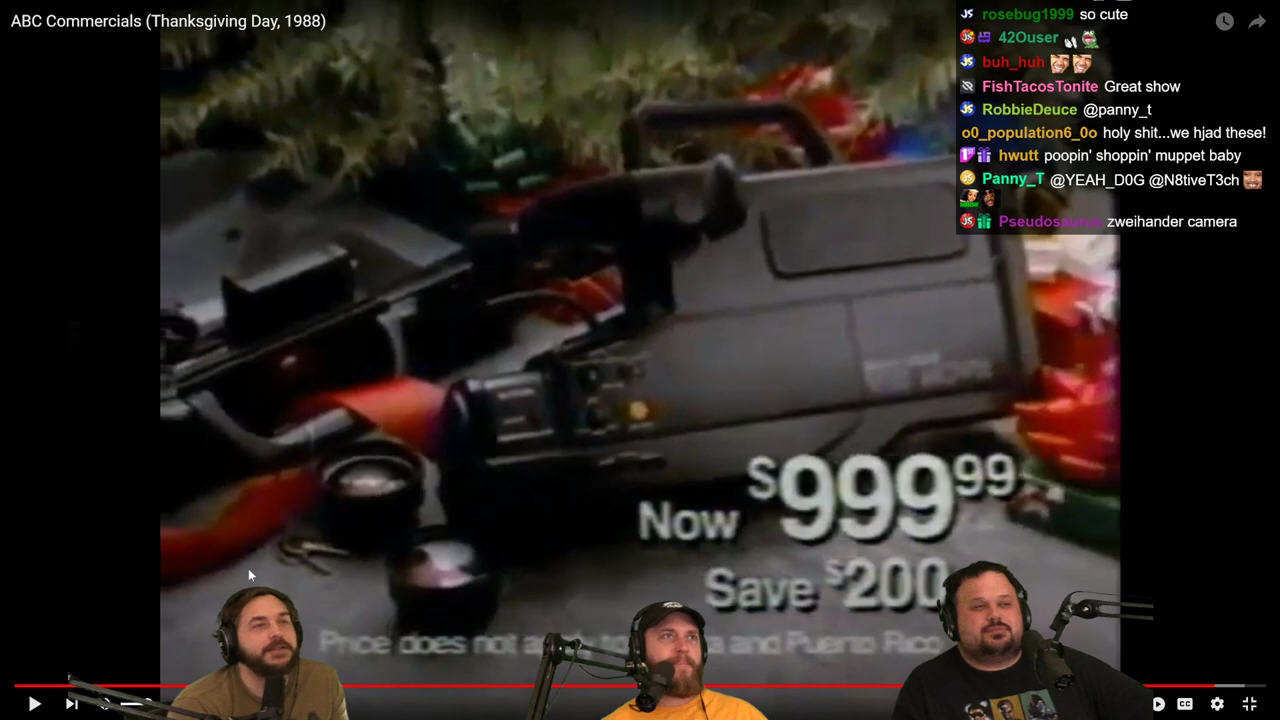 ABC Commercials (Thanksgiving Day, 1988)
rosebug1999 so cute
42Ouser
buh_huh
FishTacosTonite Great show
RobbieDeuce @panny_t
o0_population6_0o holy shit...we hjad these!
hwutt poopin' shoppin' muppet baby
Panny_T @YEAH_D0G @N8tiveT3ch
Pseudosaurus zweihander camera
Now $999.99
Save $200
Price does not and Puerto Rico